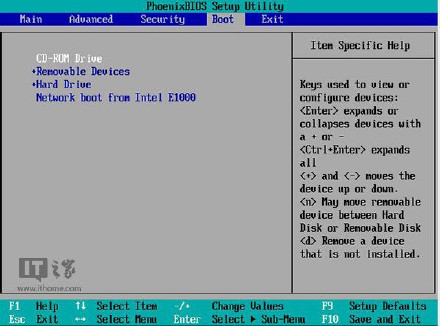 PhoenixBIOS Setup Utility
Main Advanced Security Boot Exit
CD-ROM Drive
+Removable Devices
+Hard Drive
Network boot from Intel E1000
Item Specific Help
Keys used to view or
configure devices:
<Enter> expands or
collapses devices with
a + or -
<Ctrl+Enter> expands
all
<+> and <-> moves the
device up or down.
<n> May move removable
device between Hard
Disk or Removable Disk
<d> Remove a device
that is not installed.
IT之家
www.ithome.com
F1 Help ↑↓ Select Item -/+ Change Values F9 Setup Defaults
Esc Exit ↔ Select Menu Enter Select ▶ Sub-Menu F10 Save and Exit